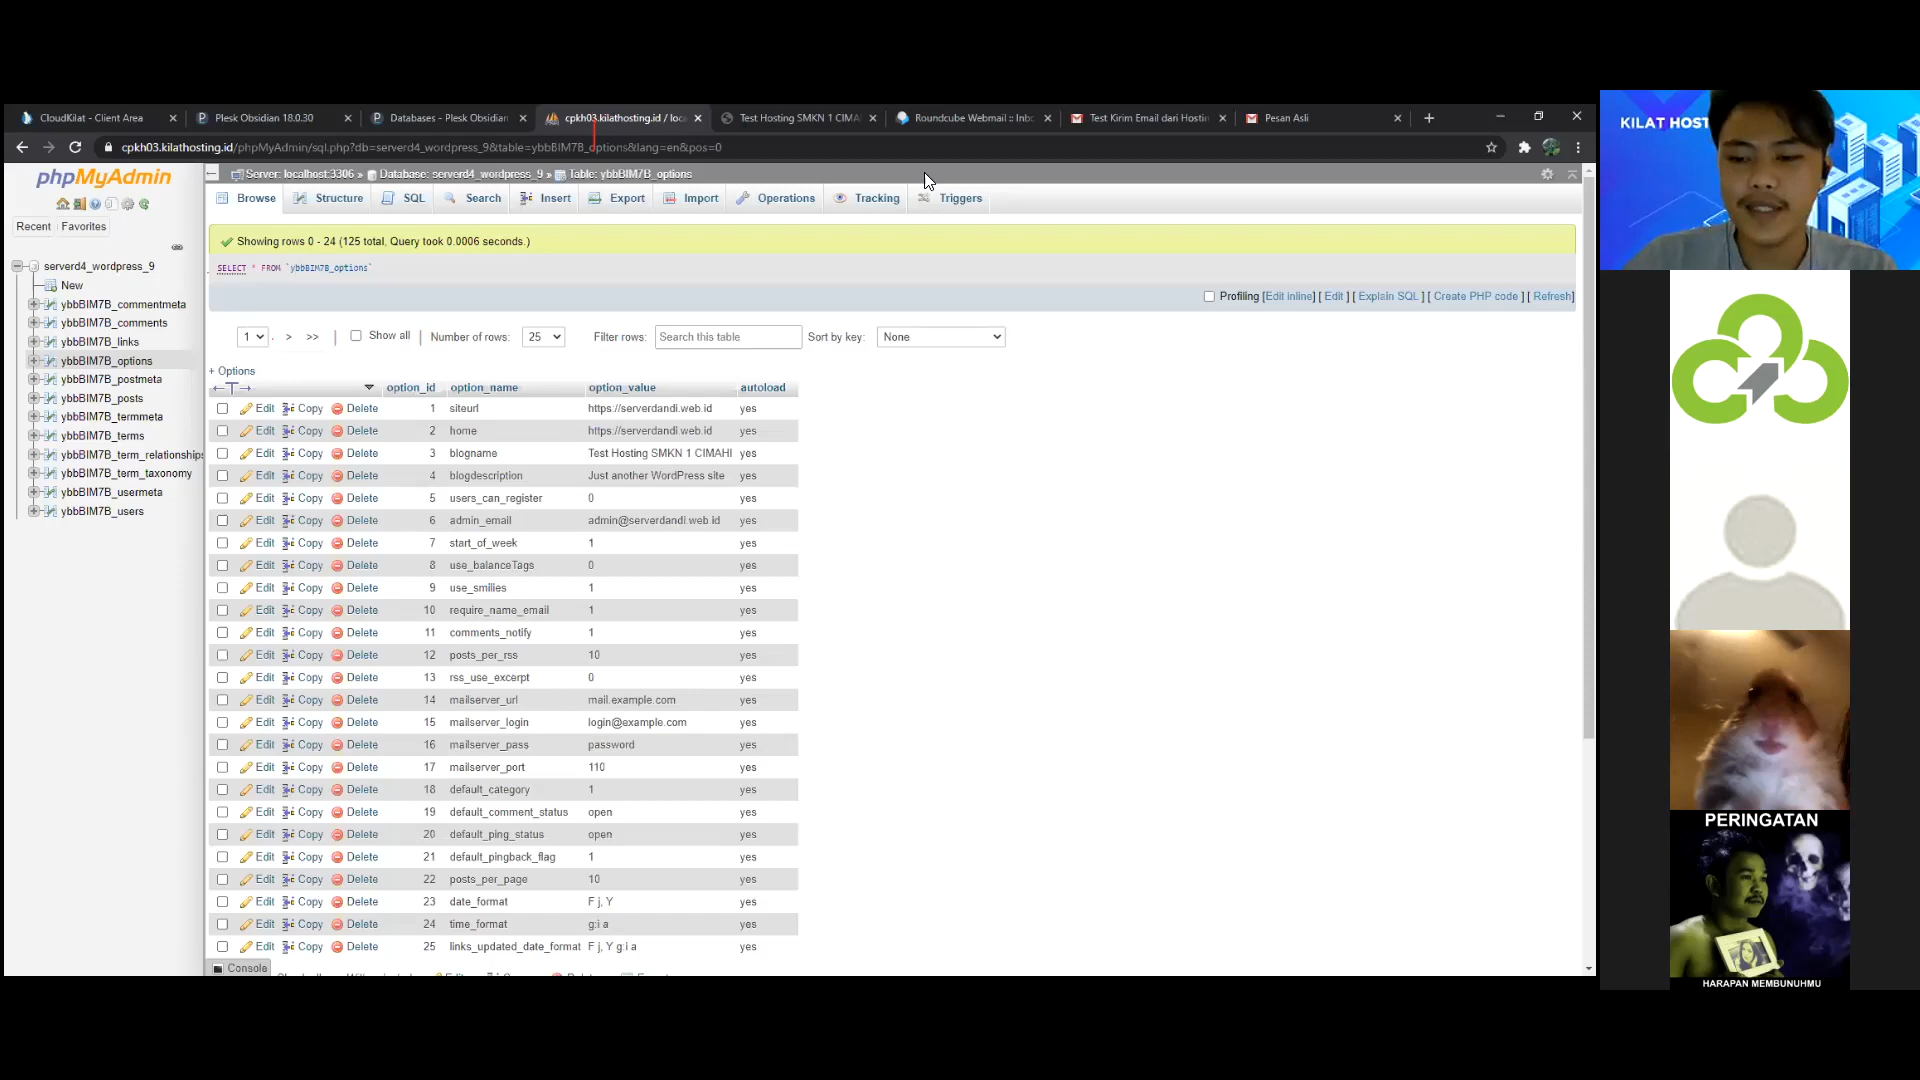 CloudKilat - Client Area
Plesk Obsidian 18.0.30
Databases - Plesk Obsidian
cpkh03.kilathosting.id / loca
Test Hosting SMKN 1 CIMA
Roundcube Webmail :: Inbo
Test Kirim Email dari Hostin
Pesan Asli
cpkh03.kilathosting.id/phpMyAdmin/sql.php?db=serverd4_wordpress_9&table=ybbBIM7B_options&lang=en&pos=0
phpMyAdmin
Recent Favorites
serverd4_wordpress_9
New
ybbBIM7B_commentmeta
ybbBIM7B_comments
ybbBIM7B_links
ybbBIM7B_options
ybbBIM7B_postmeta
ybbBIM7B_posts
ybbBIM7B_termmeta
ybbBIM7B_terms
ybbBIM7B_term_relationships
ybbBIM7B_term_taxonomy
ybbBIM7B_usermeta
ybbBIM7B_users
Server: localhost:3306 » Database: serverd4_wordpress_9 » Table: ybbBIM7B_options
Browse Structure SQL Search Insert Export Import Operations Tracking Triggers
Showing rows 0 - 24 (125 total, Query took 0.0006 seconds.)
SELECT * FROM `ybbBIM7B_options`
Profiling [Edit inline] [ Edit ] [ Explain SQL ] [ Create PHP code ] [ Refresh]
1 > >> | Show all | Number of rows: 25 Filter rows: Search this table Sort by key: None
+ Options
option_id option_name option_value autoload
Edit Copy Delete 1 siteurl https://serverdandi.web.id yes
Edit Copy Delete 2 home https://serverdandi.web.id yes
Edit Copy Delete 3 blogname Test Hosting SMKN 1 CIMAHI yes
Edit Copy Delete 4 blogdescription Just another WordPress site yes
Edit Copy Delete 5 users_can_register 0 yes
Edit Copy Delete 6 admin_email admin@serverdandi.web.id yes
Edit Copy Delete 7 start_of_week 1 yes
Edit Copy Delete 8 use_balanceTags 0 yes
Edit Copy Delete 9 use_smilies 1 yes
Edit Copy Delete 10 require_name_email 1 yes
Edit Copy Delete 11 comments_notify 1 yes
Edit Copy Delete 12 posts_per_rss 10 yes
Edit Copy Delete 13 rss_use_excerpt 0 yes
Edit Copy Delete 14 mailserver_url mail.example.com yes
Edit Copy Delete 15 mailserver_login login@example.com yes
Edit Copy Delete 16 mailserver_pass password yes
Edit Copy Delete 17 mailserver_port 110 yes
Edit Copy Delete 18 default_category 1 yes
Edit Copy Delete 19 default_comment_status open yes
Edit Copy Delete 20 default_ping_status open yes
Edit Copy Delete 21 default_pingback_flag 1 yes
Edit Copy Delete 22 posts_per_page 10 yes
Edit Copy Delete 23 date_format F j, Y yes
Edit Copy Delete 24 time_format g:i a yes
Edit Copy Delete 25 links_updated_date_format F j, Y g:i a yes
Console
KILAT HOST
PERINGATAN
HARAPAN MEMBUNUHMU